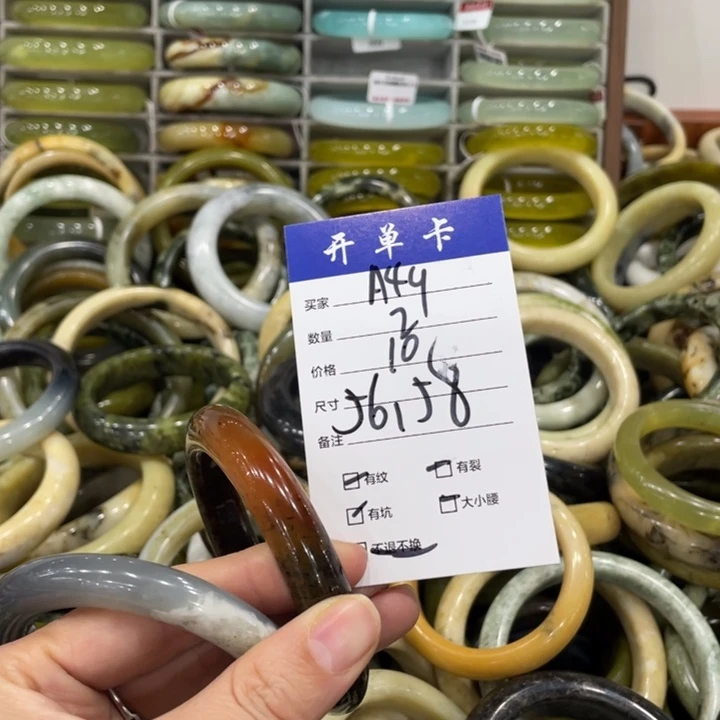 开单卡
买家 A44
数量 2
价格 10
尺寸 56, 58
备注
有纹 有裂
有坑 大小腰
不退不换